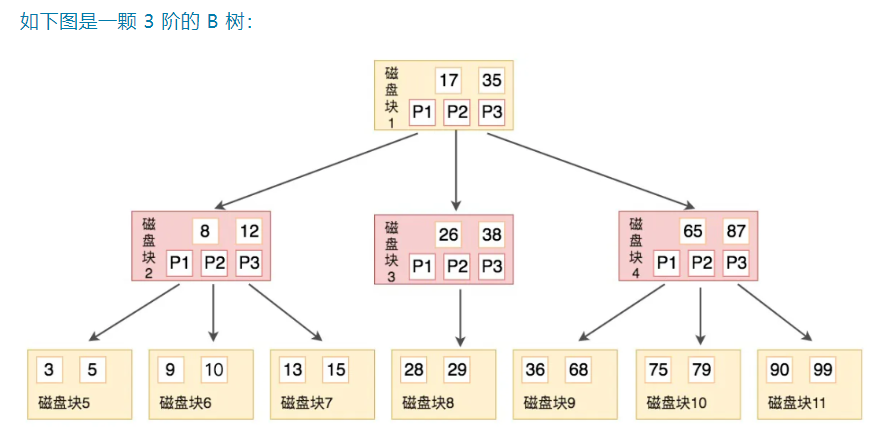 如下图是一颗 3 阶的 B 树：
磁盘块1 17 35
P1 P2 P3
磁盘块2 8 12
P1 P2 P3
磁盘块3 26 38
P1 P2 P3
磁盘块4 65 87
P1 P2 P3
3 5
磁盘块5
9 10
磁盘块6
13 15
磁盘块7
28 29
磁盘块8
36 68
磁盘块9
75 79
磁盘块10
90 99
磁盘块11